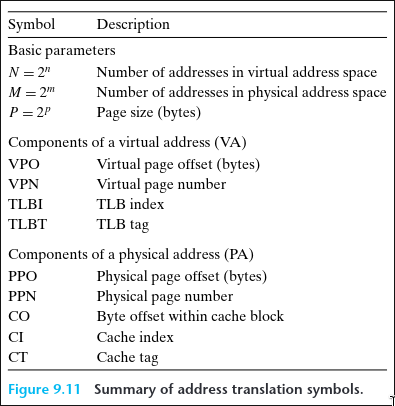 Symbol Description
Basic parameters
N = 2ⁿ Number of addresses in virtual address space
M = 2ᵐ Number of addresses in physical address space
P = 2ᵖ Page size (bytes)
Components of a virtual address (VA)
VPO Virtual page offset (bytes)
VPN Virtual page number
TLBI TLB index
TLBT TLB tag
Components of a physical address (PA)
PPO Physical page offset (bytes)
PPN Physical page number
CO Byte offset within cache block
CI Cache index
CT Cache tag
Figure 9.11 Summary of address translation symbols.